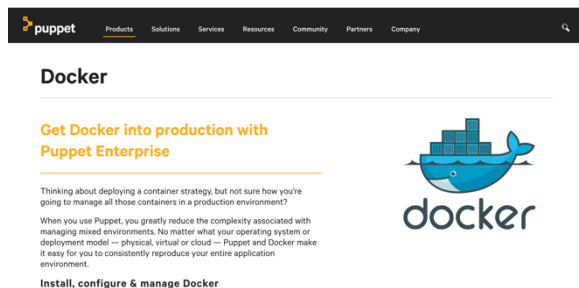 puppet
Products Solutions Services Resources Community Partners Company
Docker
Get Docker into production with
Puppet Enterprise
Thinking about deploying a container strategy, but not sure how you're
going to manage all those containers in a production environment?
When you use Puppet, you greatly reduce the complexity associated with
managing mixed environments. No matter what your operating system or
deployment model — physical, virtual or cloud — Puppet and Docker make
it easy for you to consistently reproduce your entire application
environment.
docker
Install, configure & manage Docker